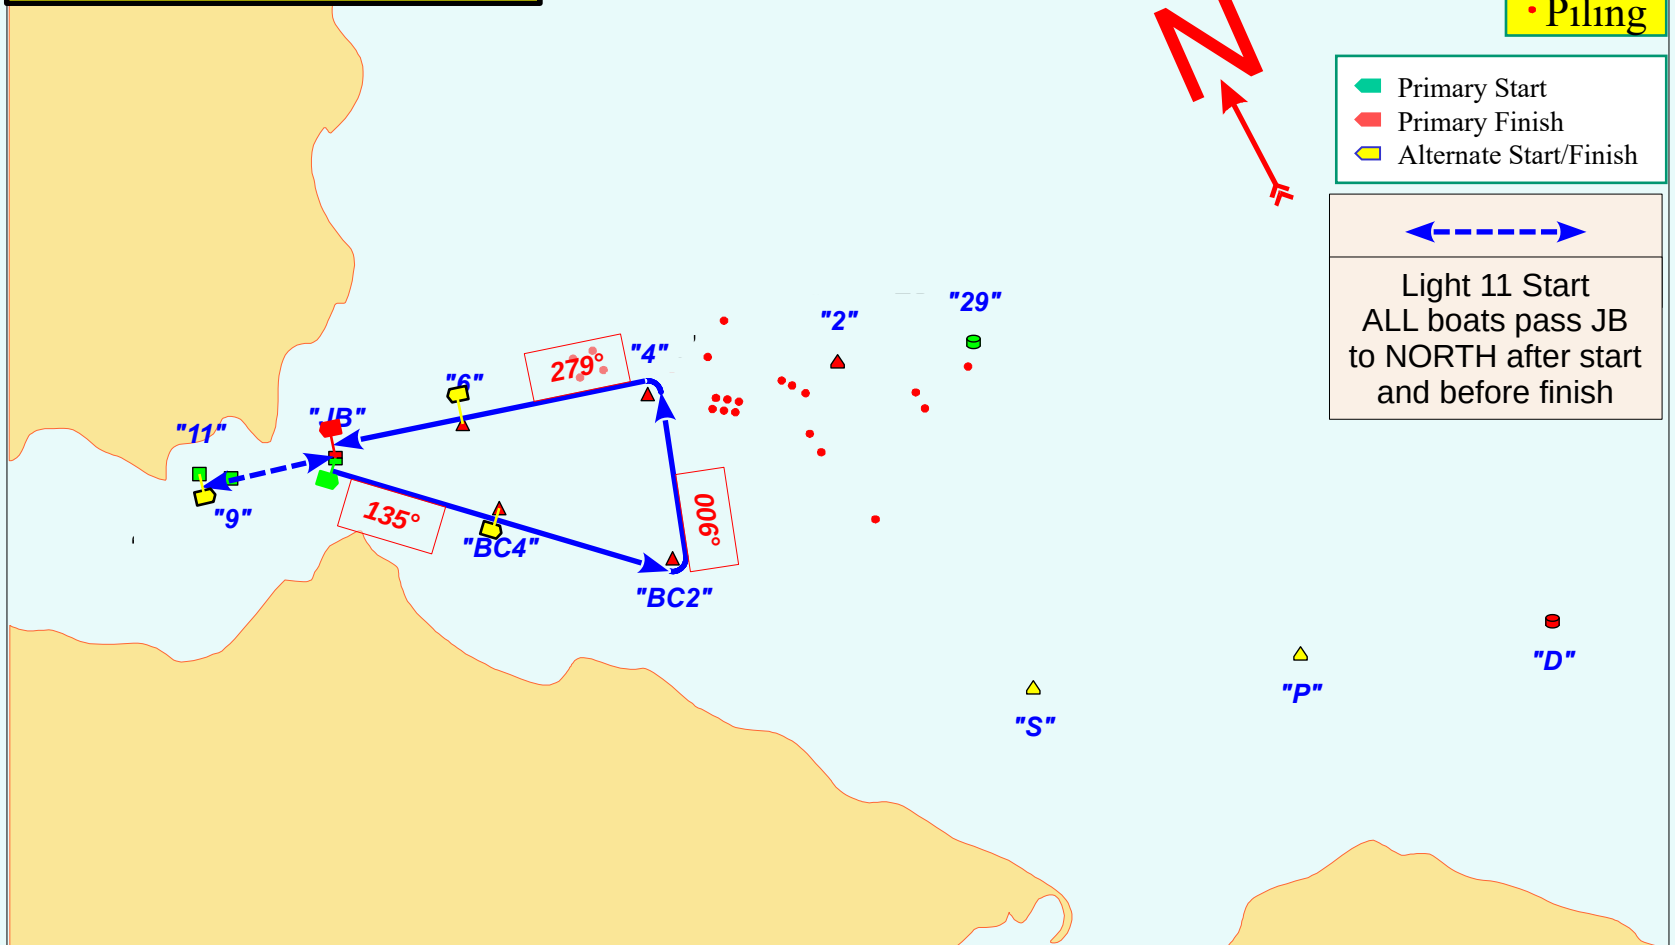 N
Piling
Primary Start
Primary Finish
Alternate Start/Finish
Light 11 Start
ALL boats pass JB
to NORTH after start
and before finish
"29"
"2"
"4"
279°
"6"
"JB"
"11"
"9"
135°
"BC4"
006°
"BC2"
"D"
"P"
"S"